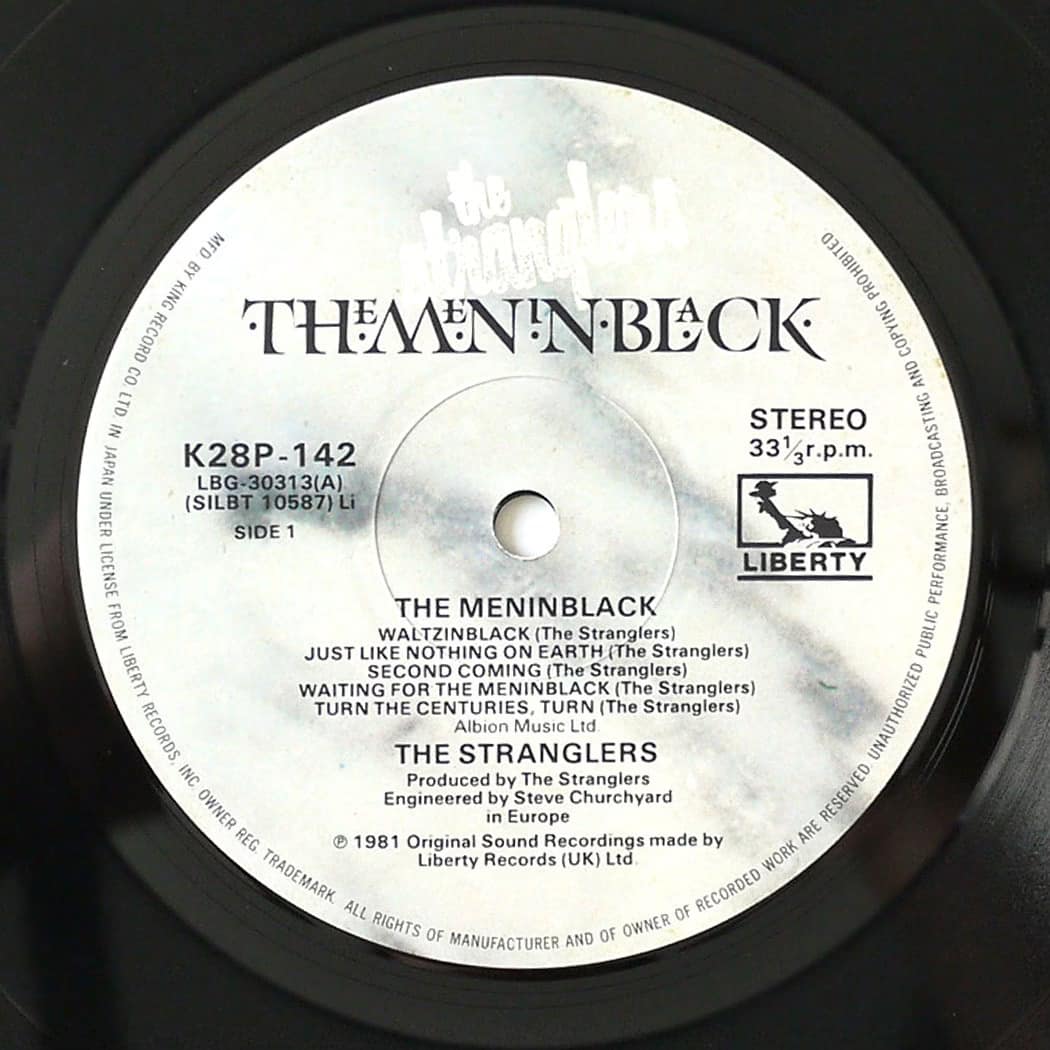 the
stranglers
·THE·MEN·IN·BLACK·
K28P-142
LBG-30313(A)
(SILBT 10587) Li
SIDE 1
STEREO
33⅓ r.p.m.
LIBERTY
THE MENINBLACK
WALTZINBLACK (The Stranglers)
JUST LIKE NOTHING ON EARTH (The Stranglers)
SECOND COMING (The Stranglers)
WAITING FOR THE MENINBLACK (The Stranglers)
TURN THE CENTURIES, TURN (The Stranglers)
Albion Music Ltd.
THE STRANGLERS
Produced by The Stranglers
Engineered by Steve Churchyard
in Europe
℗ 1981 Original Sound Recordings made by
Liberty Records (UK) Ltd.
MFD BY KING RECORD CO. LTD. IN JAPAN UNDER LICENSE FROM LIBERTY RECORDS, INC. OWNER REG. TRADEMARK. ALL RIGHTS OF MANUFACTURER AND OF OWNER OF RECORDED WORK ARE RESERVED. UNAUTHORIZED PUBLIC PERFORMANCE, BROADCASTING AND COPYING PROHIBITED